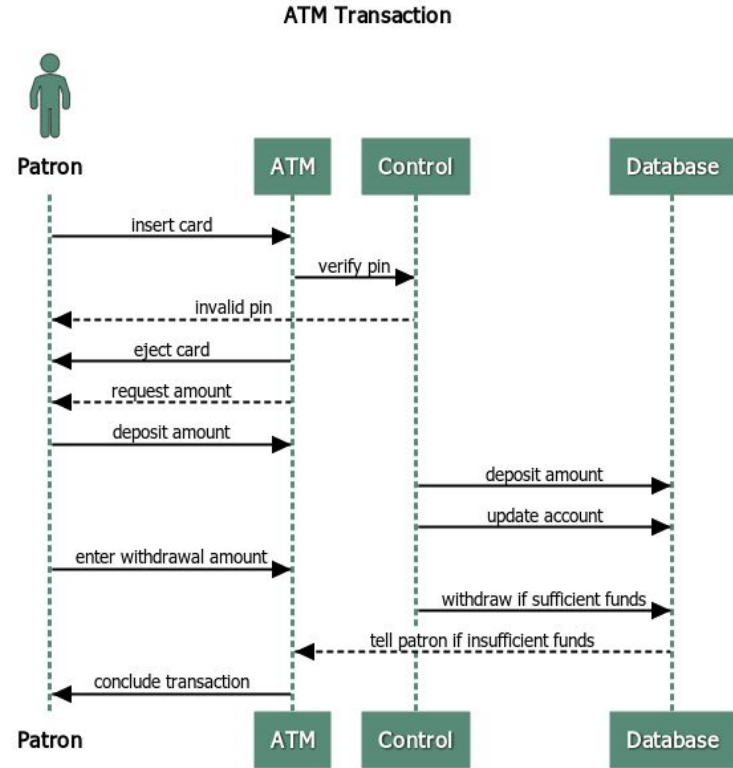 ATM Transaction
Patron ATM Control Database
insert card
verify pin
invalid pin
eject card
request amount
deposit amount
deposit amount
update account
enter withdrawal amount
withdraw if sufficient funds
tell patron if insufficient funds
conclude transaction
Patron ATM Control Database